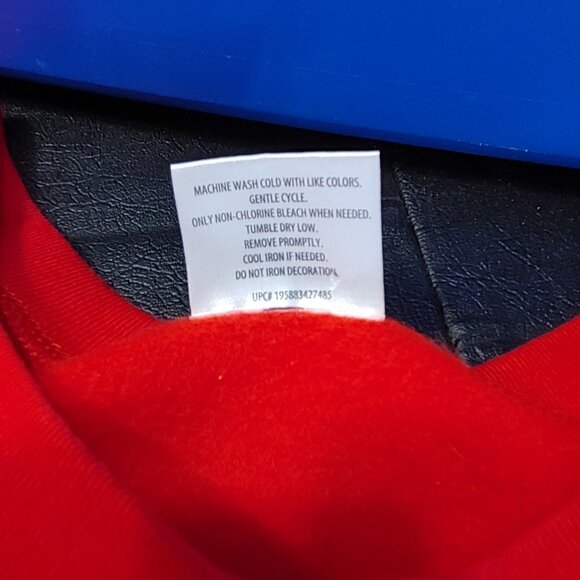 MACHINE WASH COLD WITH LIKE COLORS.
GENTLE CYCLE.
ONLY NON-CHLORINE BLEACH WHEN NEEDED.
TUMBLE DRY LOW.
REMOVE PROMPTLY.
COOL IRON IF NEEDED.
DO NOT IRON DECORATION.
UPC# 195883427485